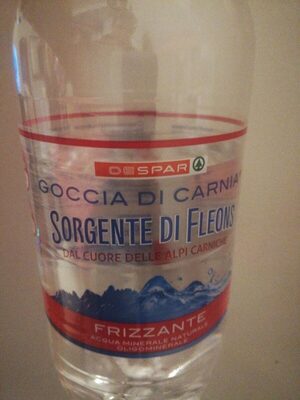 DESPAR
GOCCIA DI CARNIA
SORGENTE DI FLEONS
DAL CUORE DELLE ALPI CARNICHE
FRIZZANTE
ACQUA MINERALE NATURALE
OLIGOMINERALE